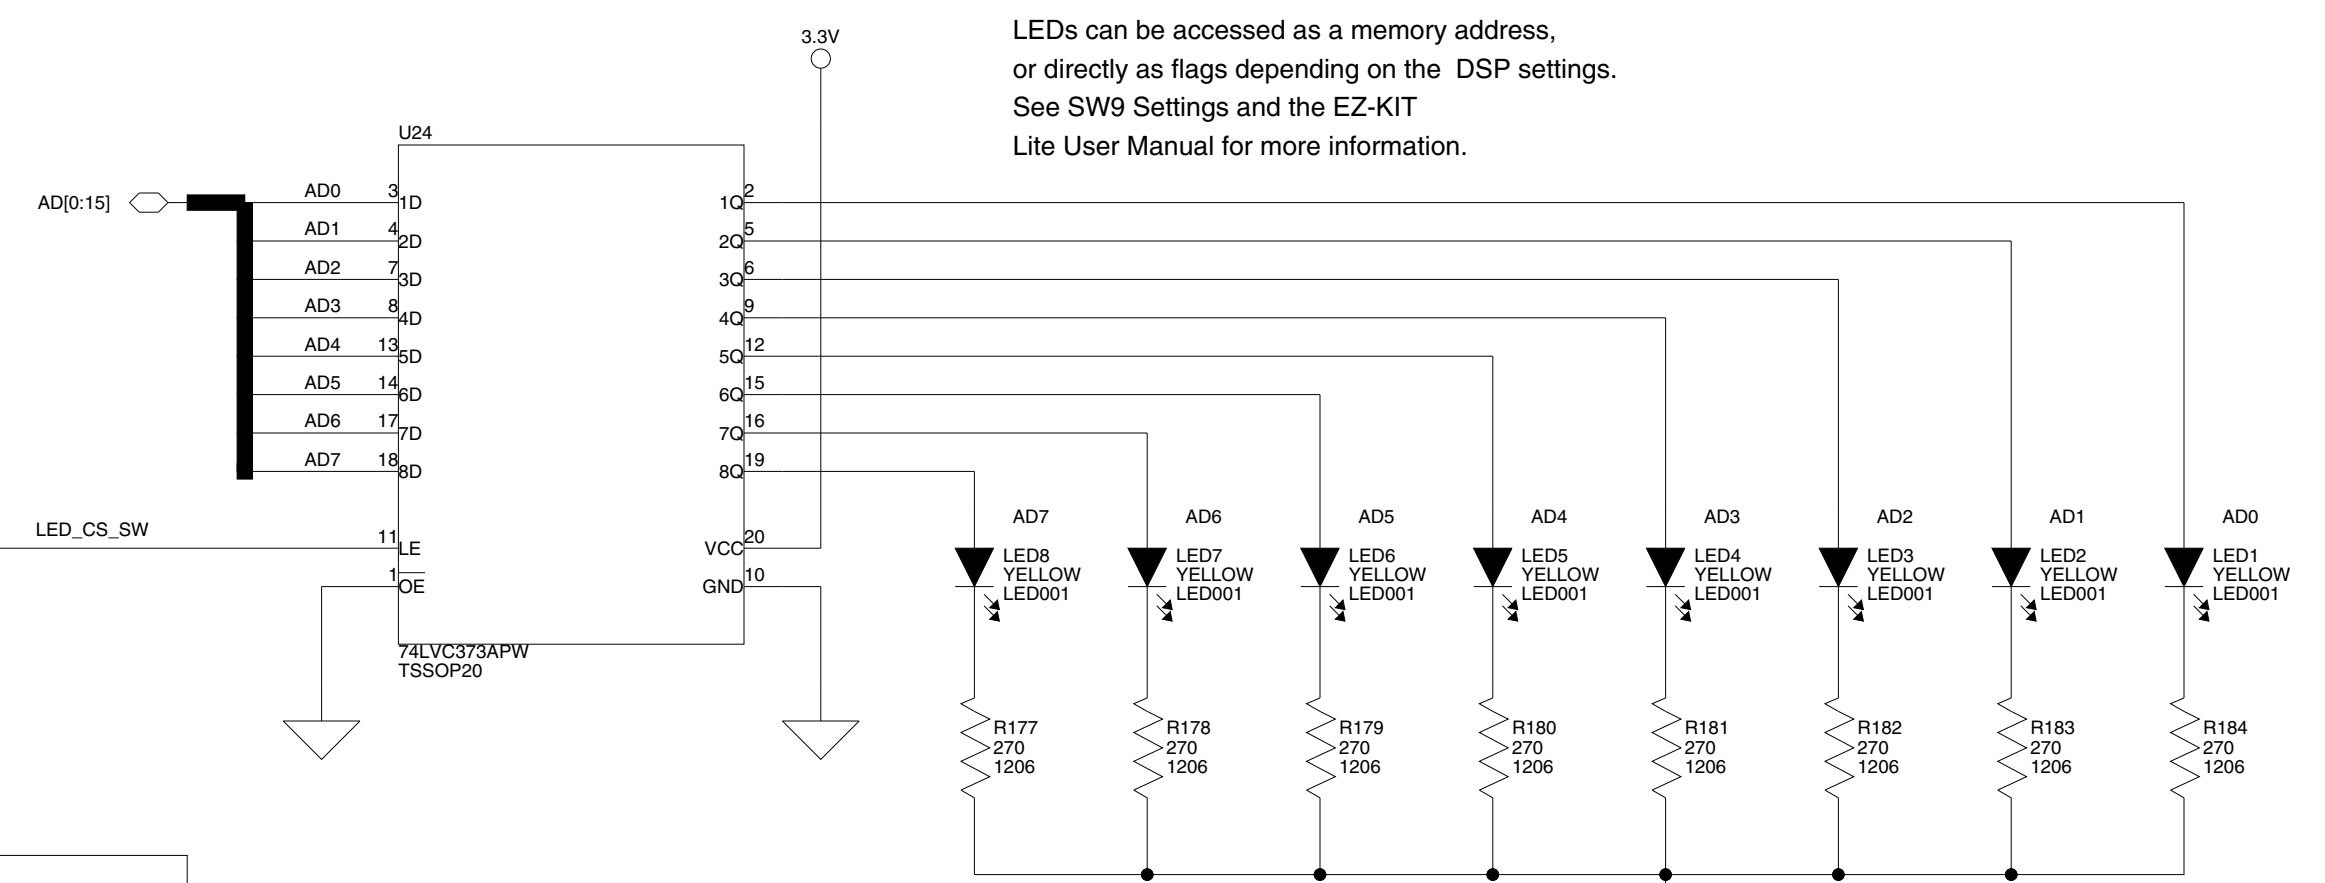 3.3V
LEDs can be accessed as a memory address,
or directly as flags depending on the DSP settings.
See SW9 Settings and the EZ-KIT
Lite User Manual for more information.
U24
AD[0:15]
AD0 3 1D 1Q 2
AD1 4 2D 2Q 5
AD2 7 3D 3Q 6
AD3 8 4D 4Q 9
AD4 13 5D 5Q 12
AD5 14 6D 6Q 15
AD6 17 7D 7Q 16
AD7 18 8D 8Q 19
LED_CS_SW 11 LE VCC 20
1 OE GND 10
74LVC373APW
TSSOP20
AD7 AD6 AD5 AD4 AD3 AD2 AD1 AD0
LED8 LED7 LED6 LED5 LED4 LED3 LED2 LED1
YELLOW YELLOW YELLOW YELLOW YELLOW YELLOW YELLOW YELLOW
LED001 LED001 LED001 LED001 LED001 LED001 LED001 LED001
R177 R178 R179 R180 R181 R182 R183 R184
270 270 270 270 270 270 270 270
1206 1206 1206 1206 1206 1206 1206 1206